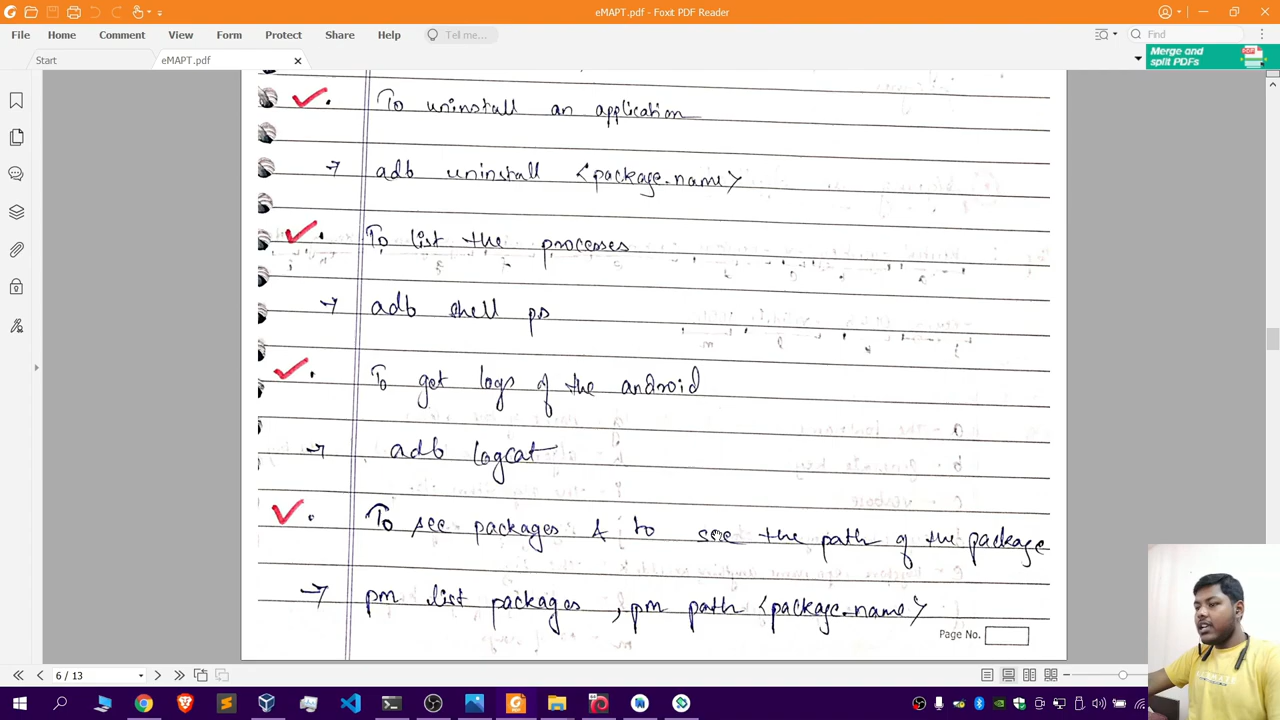 eMAPT.pdf - Foxit PDF Reader
File Home Comment View Form Protect Share Help Tell me... Find
Start eMAPT.pdf
Merge and split PDFs
To uninstall an application
→ adb uninstall <package.name>
To list the processes
→ adb shell ps
To get logs of the android
→ adb logcat
To see packages & to see the path of the package
→ pm list packages , pm path <package.name>
Page No.
6 / 13